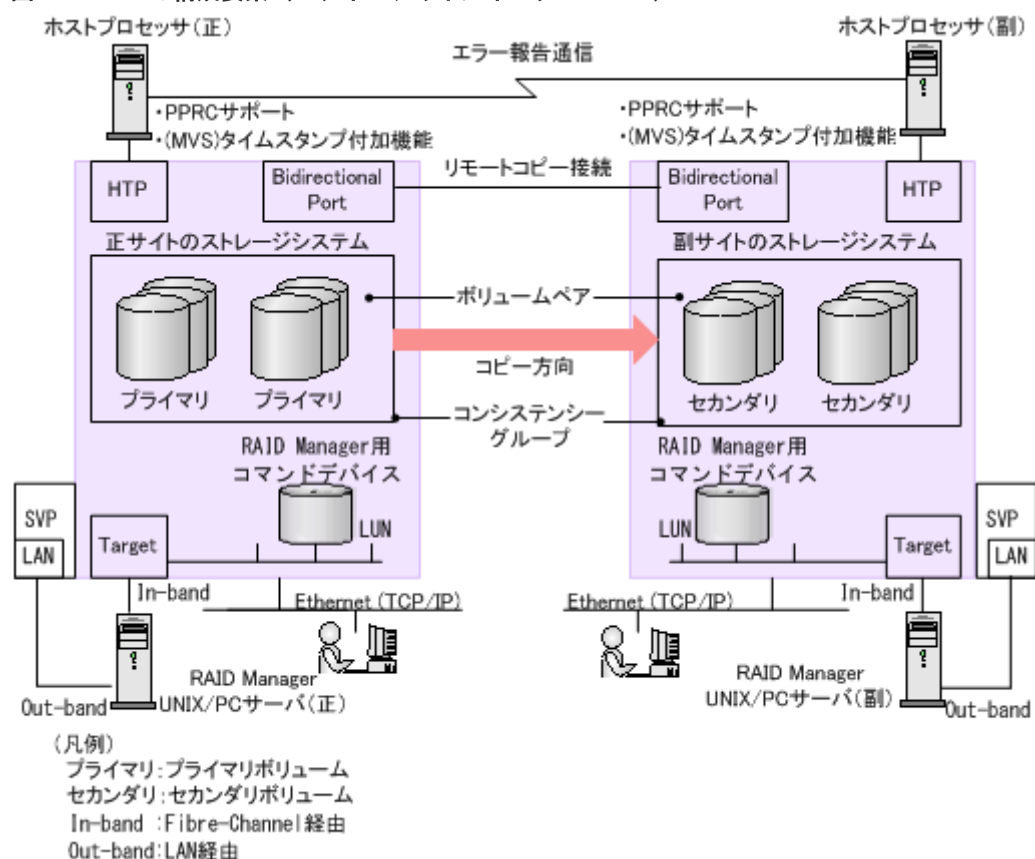 ホストプロセッサ(正)
ホストプロセッサ(副)
エラー報告通信
・PPRCサポート
・(MVS)タイムスタンプ付加機能
・PPRCサポート
・(MVS)タイムスタンプ付加機能
HTP
Bidirectional
Port
リモートコピー接続
Bidirectional
Port
HTP
正サイトのストレージシステム
副サイトのストレージシステム
ボリュームペア
コピー方向
プライマリ
プライマリ
セカンダリ
セカンダリ
コンシステンシー
グループ
RAID Manager用
コマンドデバイス
RAID Manager用
コマンドデバイス
SVP
LAN
Target
LUN
LUN
Target
SVP
LAN
In-band
Ethernet (TCP/IP)
Ethernet (TCP/IP)
In-band
RAID Manager
UNIX/PCサーバ(正)
RAID Manager
UNIX/PCサーバ(副)
Out-band
Out-band
(凡例)
プライマリ:プライマリボリューム
セカンダリ:セカンダリボリューム
In-band :Fibre-Channel経由
Out-band:LAN経由